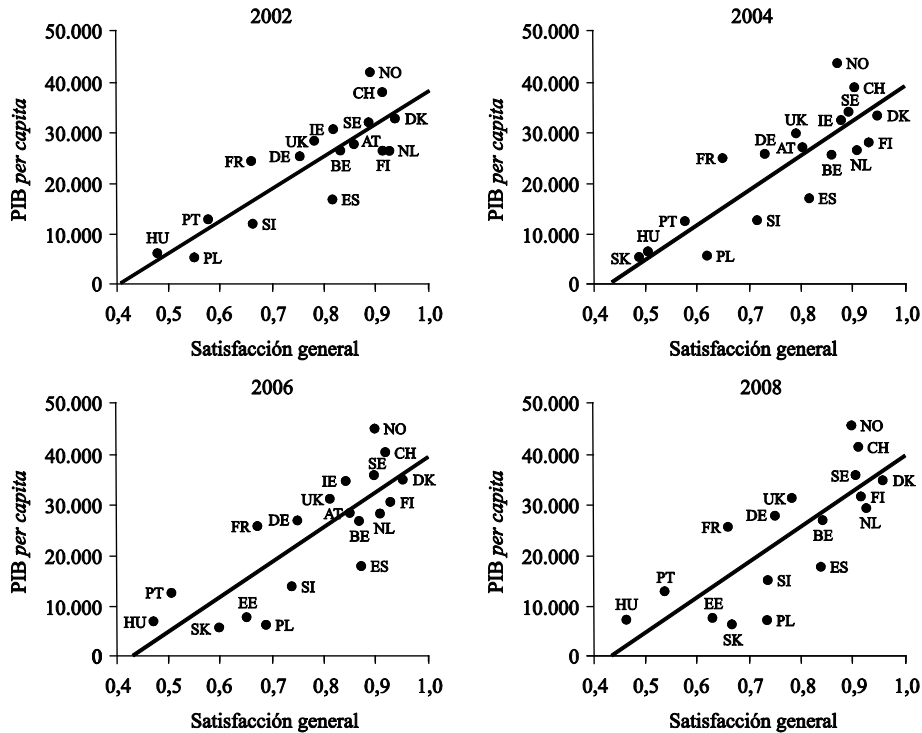 2002
PIB per capita
50.000
40.000
30.000
20.000
10.000
0
NO
CH
DK
SE
IE
UK
AT
DE
BE
FI
NL
FR
ES
PT
SI
HU
PL
0,4 0,5 0,6 0,7 0,8 0,9 1,0
Satisfacción general
2004
PIB per capita
50.000
40.000
30.000
20.000
10.000
0
NO
CH
SE
DK
UK
IE
DE
AT
FI
NL
BE
FR
ES
PT
SI
HU
SK
PL
0,4 0,5 0,6 0,7 0,8 0,9 1,0
Satisfacción general
2006
PIB per capita
50.000
40.000
30.000
20.000
10.000
0
NO
CH
SE
DK
IE
UK
FI
AT
DE
NL
BE
FR
ES
PT
SI
EE
HU
SK
PL
0,4 0,5 0,6 0,7 0,8 0,9 1,0
Satisfacción general
2008
PIB per capita
50.000
40.000
30.000
20.000
10.000
0
NO
CH
SE
DK
UK
FI
NL
DE
BE
FR
ES
PT
SI
HU
EE
SK
PL
0,4 0,5 0,6 0,7 0,8 0,9 1,0
Satisfacción general